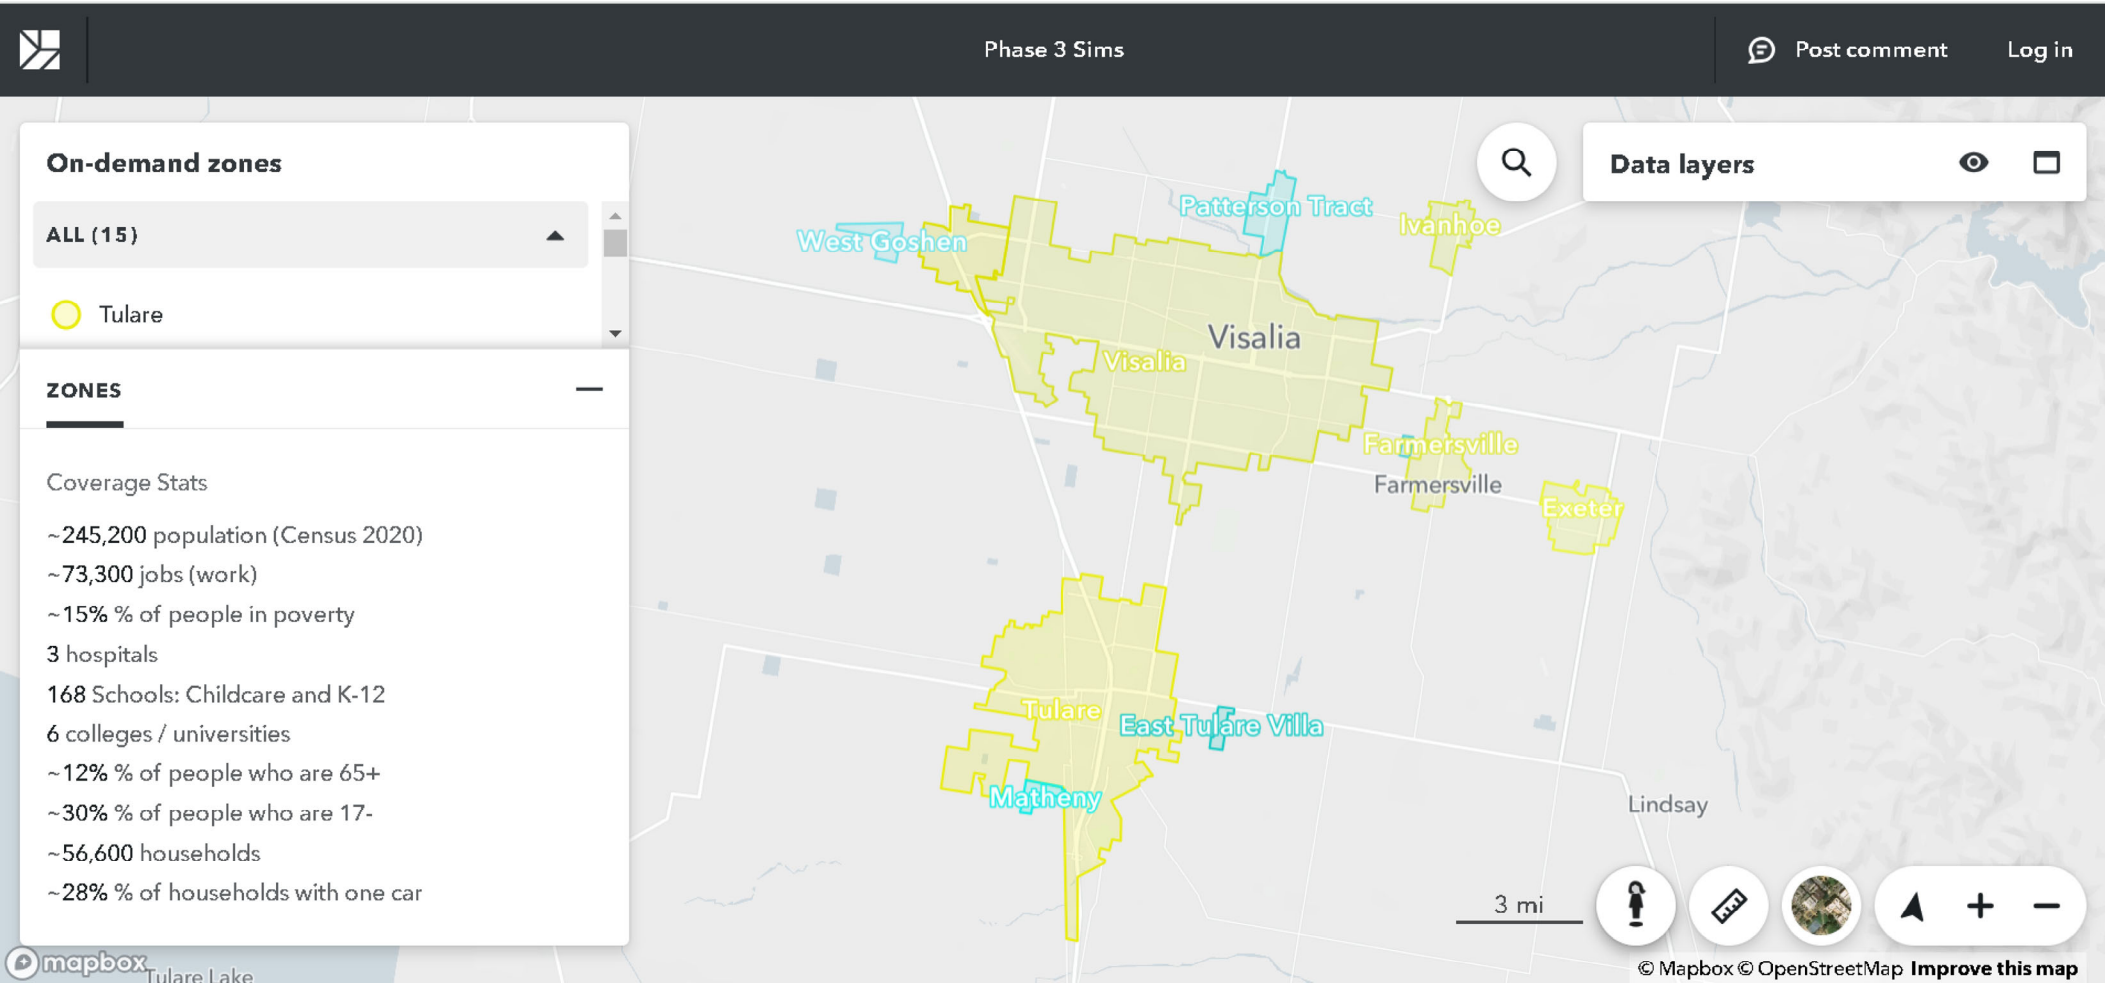 Phase 3 Sims
Post comment
Log in
On-demand zones
ALL (15)
Tulare
ZONES
Coverage Stats
~245,200 population (Census 2020)
~73,300 jobs (work)
~15% % of people in poverty
3 hospitals
168 Schools: Childcare and K-12
6 colleges / universities
~12% % of people who are 65+
~30% % of people who are 17-
~56,600 households
~28% % of households with one car
Data layers
Patterson Tract
Ivanhoe
West Goshen
Visalia
Visalia
Farmersville
Farmersville
Exeter
Tulare
East Tulare Villa
Matheny
Lindsay
3 mi
mapbox
Tulare Lake
© Mapbox © OpenStreetMap Improve this map